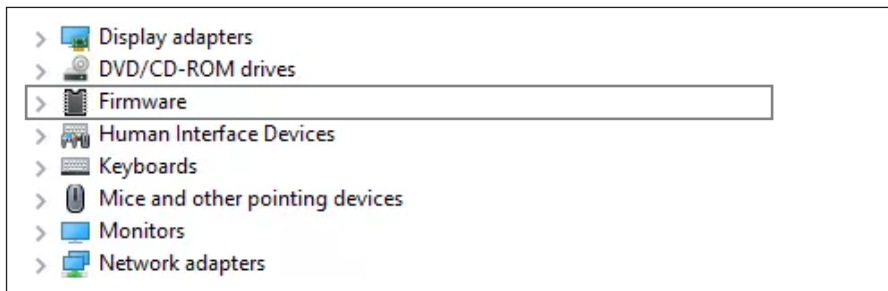 Display adapters
DVD/CD-ROM drives
Firmware
Human Interface Devices
Keyboards
Mice and other pointing devices
Monitors
Network adapters